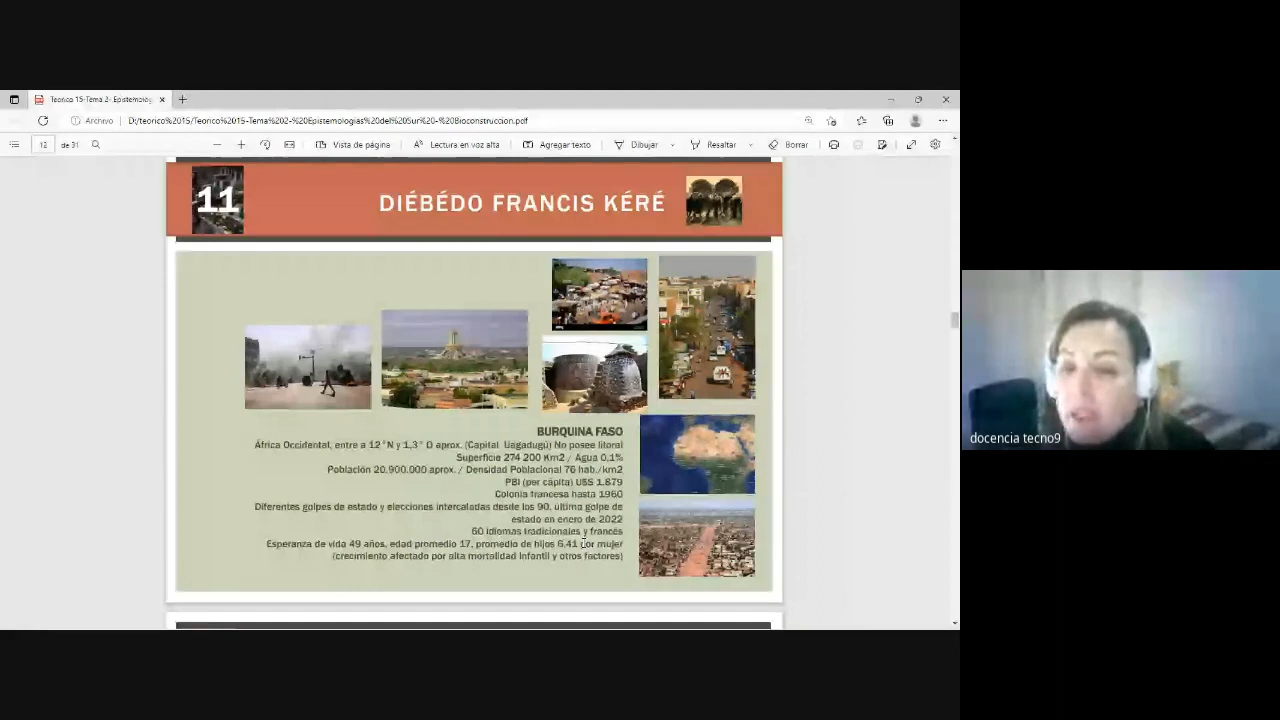 Teorico 15-Tema 2- Epistemolog
Archivo
D:/teorico%2015/Teorico%2015-Tema%202-%20Epistemologias%20del%20Sur%20-%20Bioconstruccion.pdf
12 de 31
Vista de página
Lectura en voz alta
Agregar texto
Dibujar
Resaltar
Borrar
11
DIÉBÉDO FRANCIS KÉRÉ
BURQUINA FASO
África Occidental, entre a 12 °N y 1,3° O aprox. (Capital Uagadugú) No posee litoral
Superficie 274 200 Km2 / Agua 0,1%
Población 20.900.000 aprox. / Densidad Poblacional 76 hab./km2
PBI (per cápita) U$S 1.879
Colonia francesa hasta 1960
Diferentes golpes de estado y elecciones intercaladas desde los 90, último golpe de
estado en enero de 2022
60 idiomas tradicionales y francés
Esperanza de vida 49 años, edad promedio 17, promedio de hijos 6,41 por mujer
(crecimiento afectado por alta mortalidad infantil y otros factores)
docencia tecno9